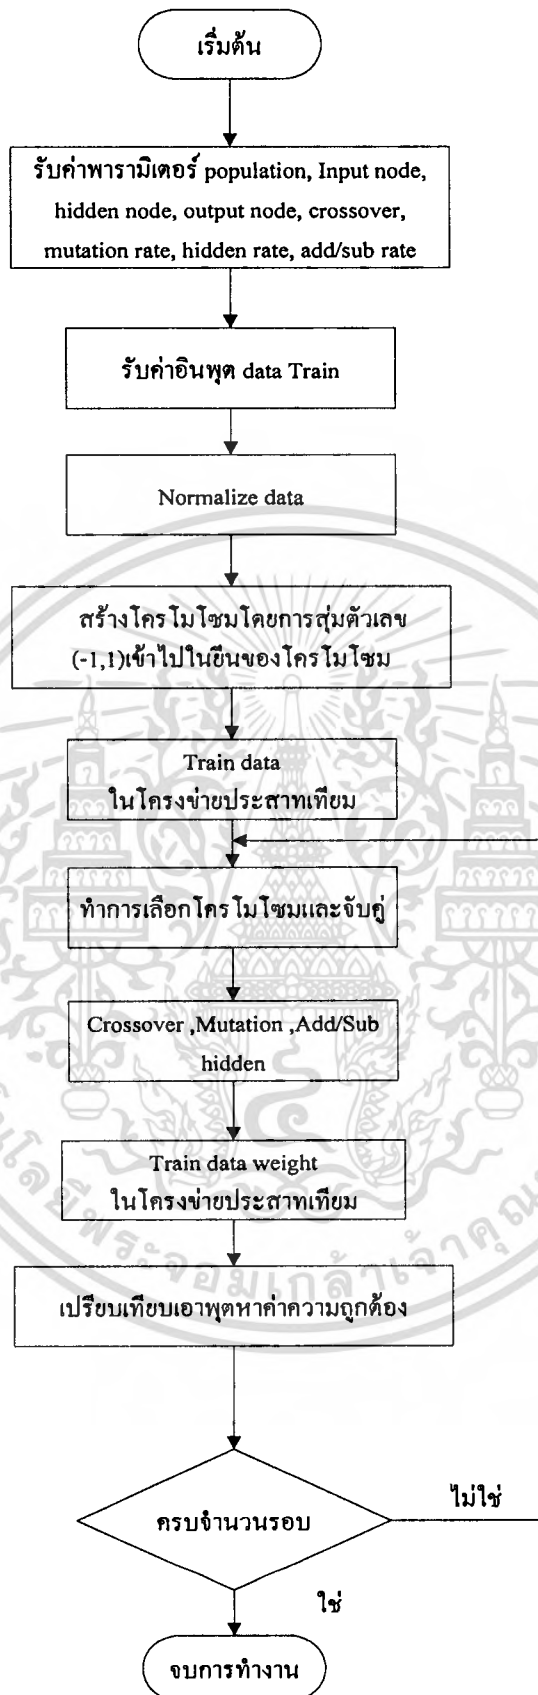 เริ่มต้น
รับค่าพารามิเตอร์ population, Input node,
hidden node, output node, crossover,
mutation rate, hidden rate, add/sub rate
รับค่าอินพุต data Train
Normalize data
สร้างโครโมโซมโดยการสุ่มตัวเลข
(-1,1)เข้าไปในยีนของโครโมโซม
Train data
ในโครงข่ายประสาทเทียม
ทำการเลือกโครโมโซมและจับคู่
Crossover ,Mutation ,Add/Sub
hidden
Train data weight
ในโครงข่ายประสาทเทียม
เปรียบเทียบเอาพุตหาค่าความถูกต้อง
ครบจำนวนรอบ
ไม่ใช่
ใช่
จบการทำงาน